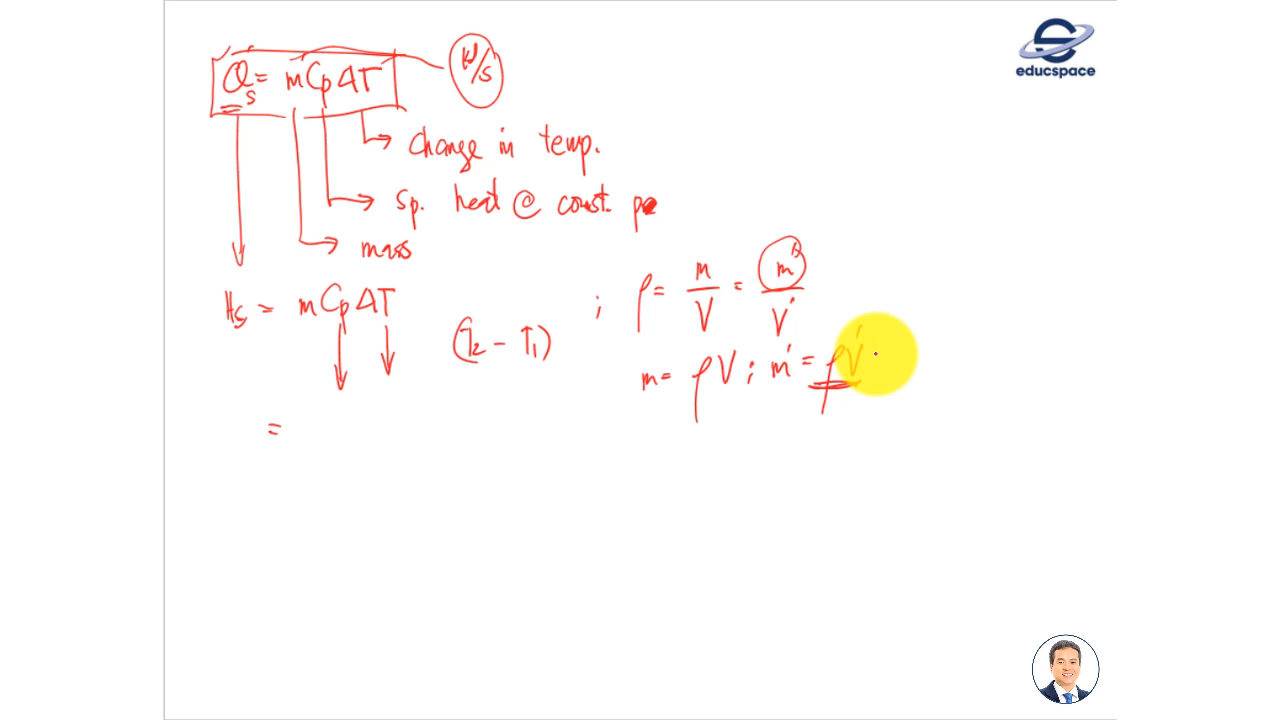 Qs = mCpΔT
kJ/s
educspace
change in temp.
sp. heat @ const. p
mass
Hs = mCpΔT
(T2 - T1)
; ρ = m/V = m'/V'
m = ρV ; m' = ρV'
=